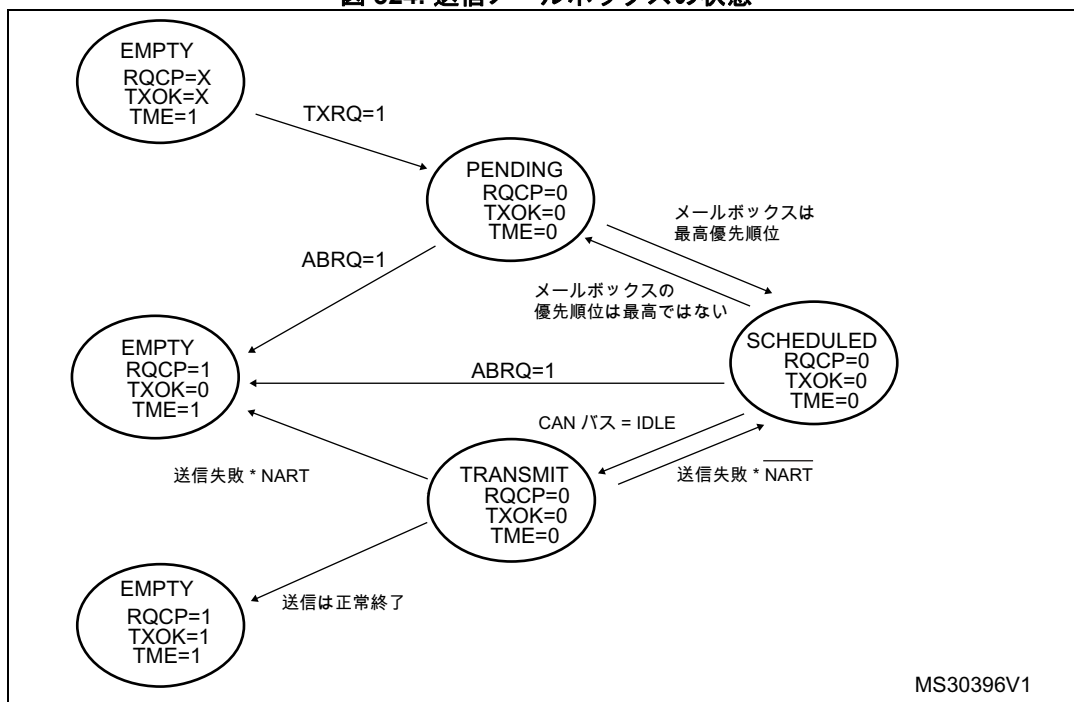 EMPTY
RQCP=X
TXOK=X
TME=1
TXRQ=1
PENDING
RQCP=0
TXOK=0
TME=0
メールボックスは
最高優先順位
ABRQ=1
メールボックスの
優先順位は最高ではない
EMPTY
RQCP=1
TXOK=0
TME=1
ABRQ=1
SCHEDULED
RQCP=0
TXOK=0
TME=0
CAN バス = IDLE
送信失敗 * NART
TRANSMIT
RQCP=0
TXOK=0
TME=0
送信失敗 * N̅A̅R̅T̅
EMPTY
RQCP=1
TXOK=1
TME=1
送信は正常終了
MS30396V1